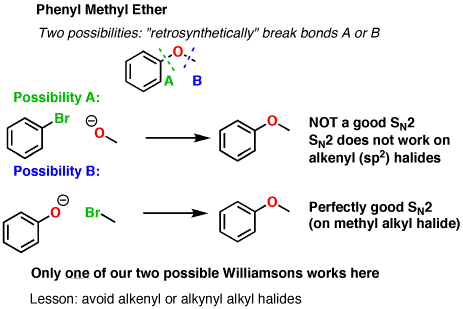 Phenyl Methyl Ether
Two possibilities: "retrosynthetically" break bonds A or B
O
A B
Possibility A:
Br
O
O
NOT a good SN2
SN2 does not work on
alkenyl (sp2) halides
Possibility B:
O
Br
O
Perfectly good SN2
(on methyl alkyl halide)
Only one of our two possible Williamsons works here
Lesson: avoid alkenyl or alkynyl alkyl halides